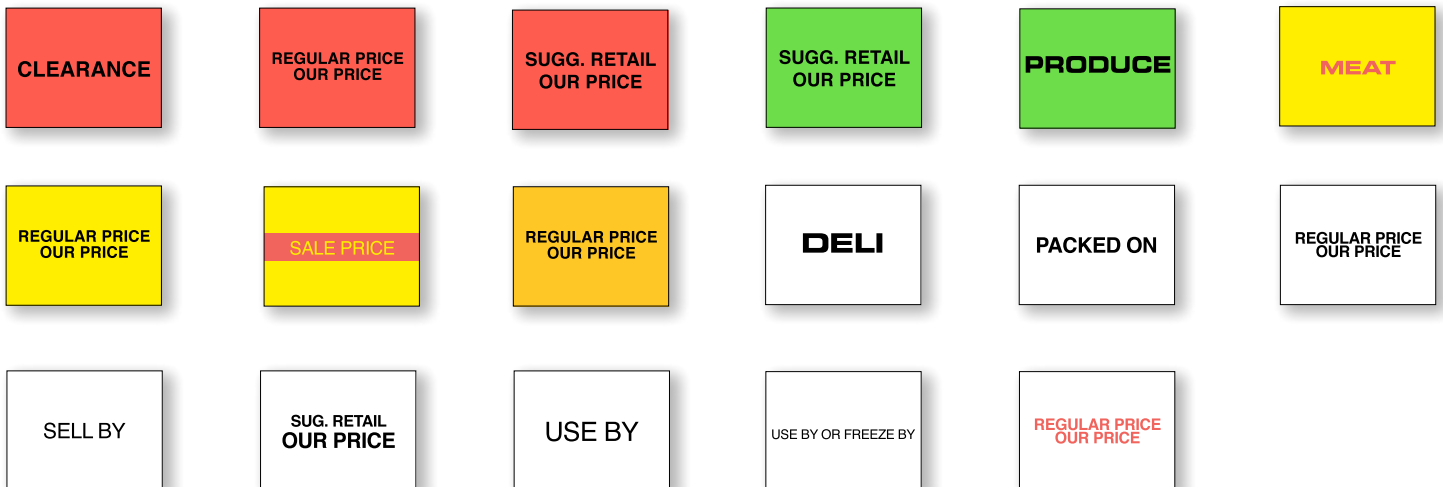 CLEARANCE
REGULAR PRICE
OUR PRICE
SUGG. RETAIL
OUR PRICE
SUGG. RETAIL
OUR PRICE
PRODUCE
MEAT
REGULAR PRICE
OUR PRICE
SALE PRICE
REGULAR PRICE
OUR PRICE
DELI
PACKED ON
REGULAR PRICE
OUR PRICE
SELL BY
SUG. RETAIL
OUR PRICE
USE BY
USE BY OR FREEZE BY
REGULAR PRICE
OUR PRICE